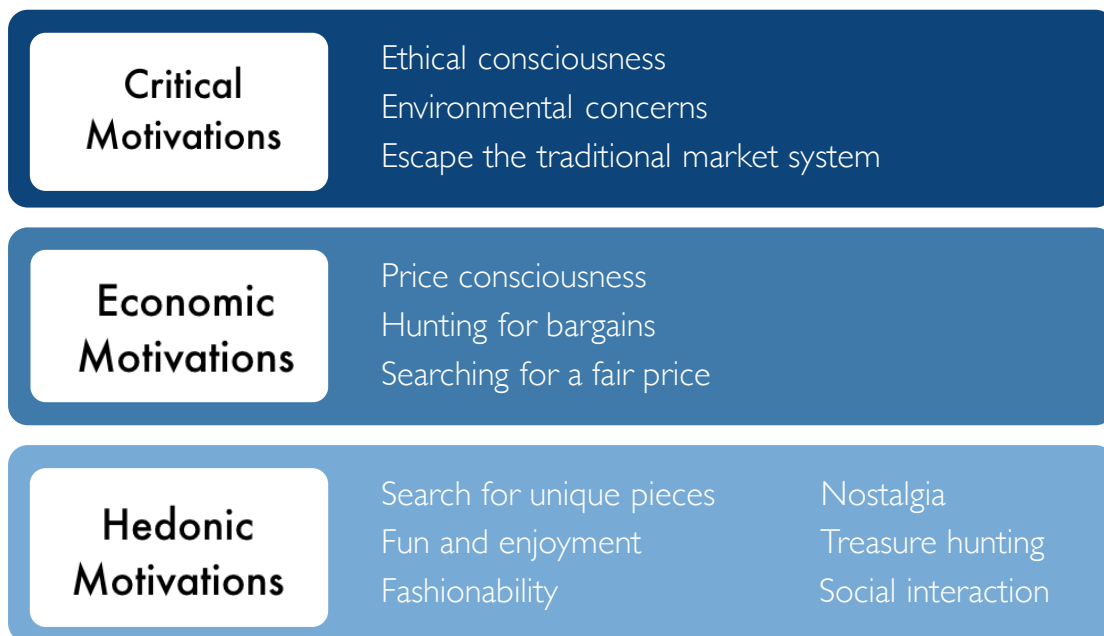 Critical
Motivations
Ethical consciousness
Environmental concerns
Escape the traditional market system
Economic
Motivations
Price consciousness
Hunting for bargains
Searching for a fair price
Hedonic
Motivations
Search for unique pieces
Fun and enjoyment
Fashionability
Nostalgia
Treasure hunting
Social interaction